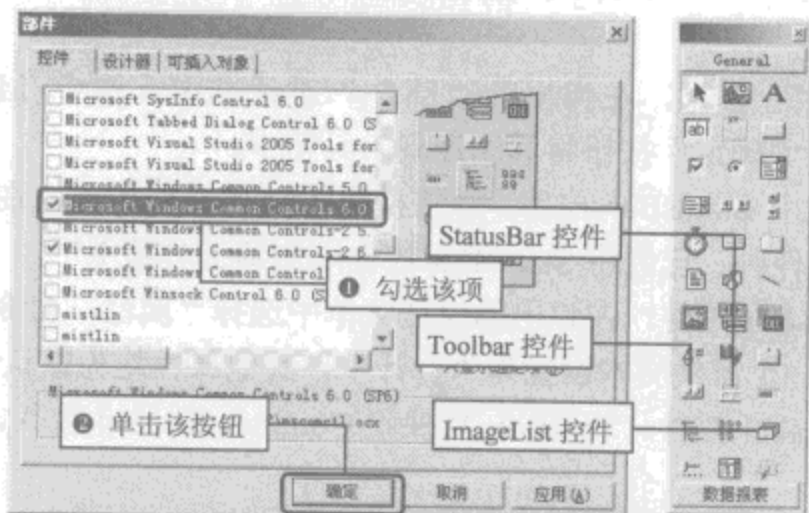 部件
控件 设计器 可插入对象
Microsoft SysInfo Control 6.0
Microsoft Tabbed Dialog Control 6.0 (S
Microsoft Visual Studio 2005 Tools for
Microsoft Visual Studio 2005 Tools for
Microsoft Windows Common Controls 5.0
Microsoft Windows Common Controls 6.0
Microsoft Windows Common Controls-2 5.
Microsoft Windows Common Controls-2 6.
Microsoft Windows Common Control
Microsoft Winsock Control 6.0 (S
mistlin
mistlin
❶ 勾选该项
Microsoft Windows Common Controls 6.0 (SP6)
❷ 单击该按钮
确定 取消 应用(A)
General
A
ab
StatusBar 控件
Toolbar 控件
ImageList 控件
数据报表